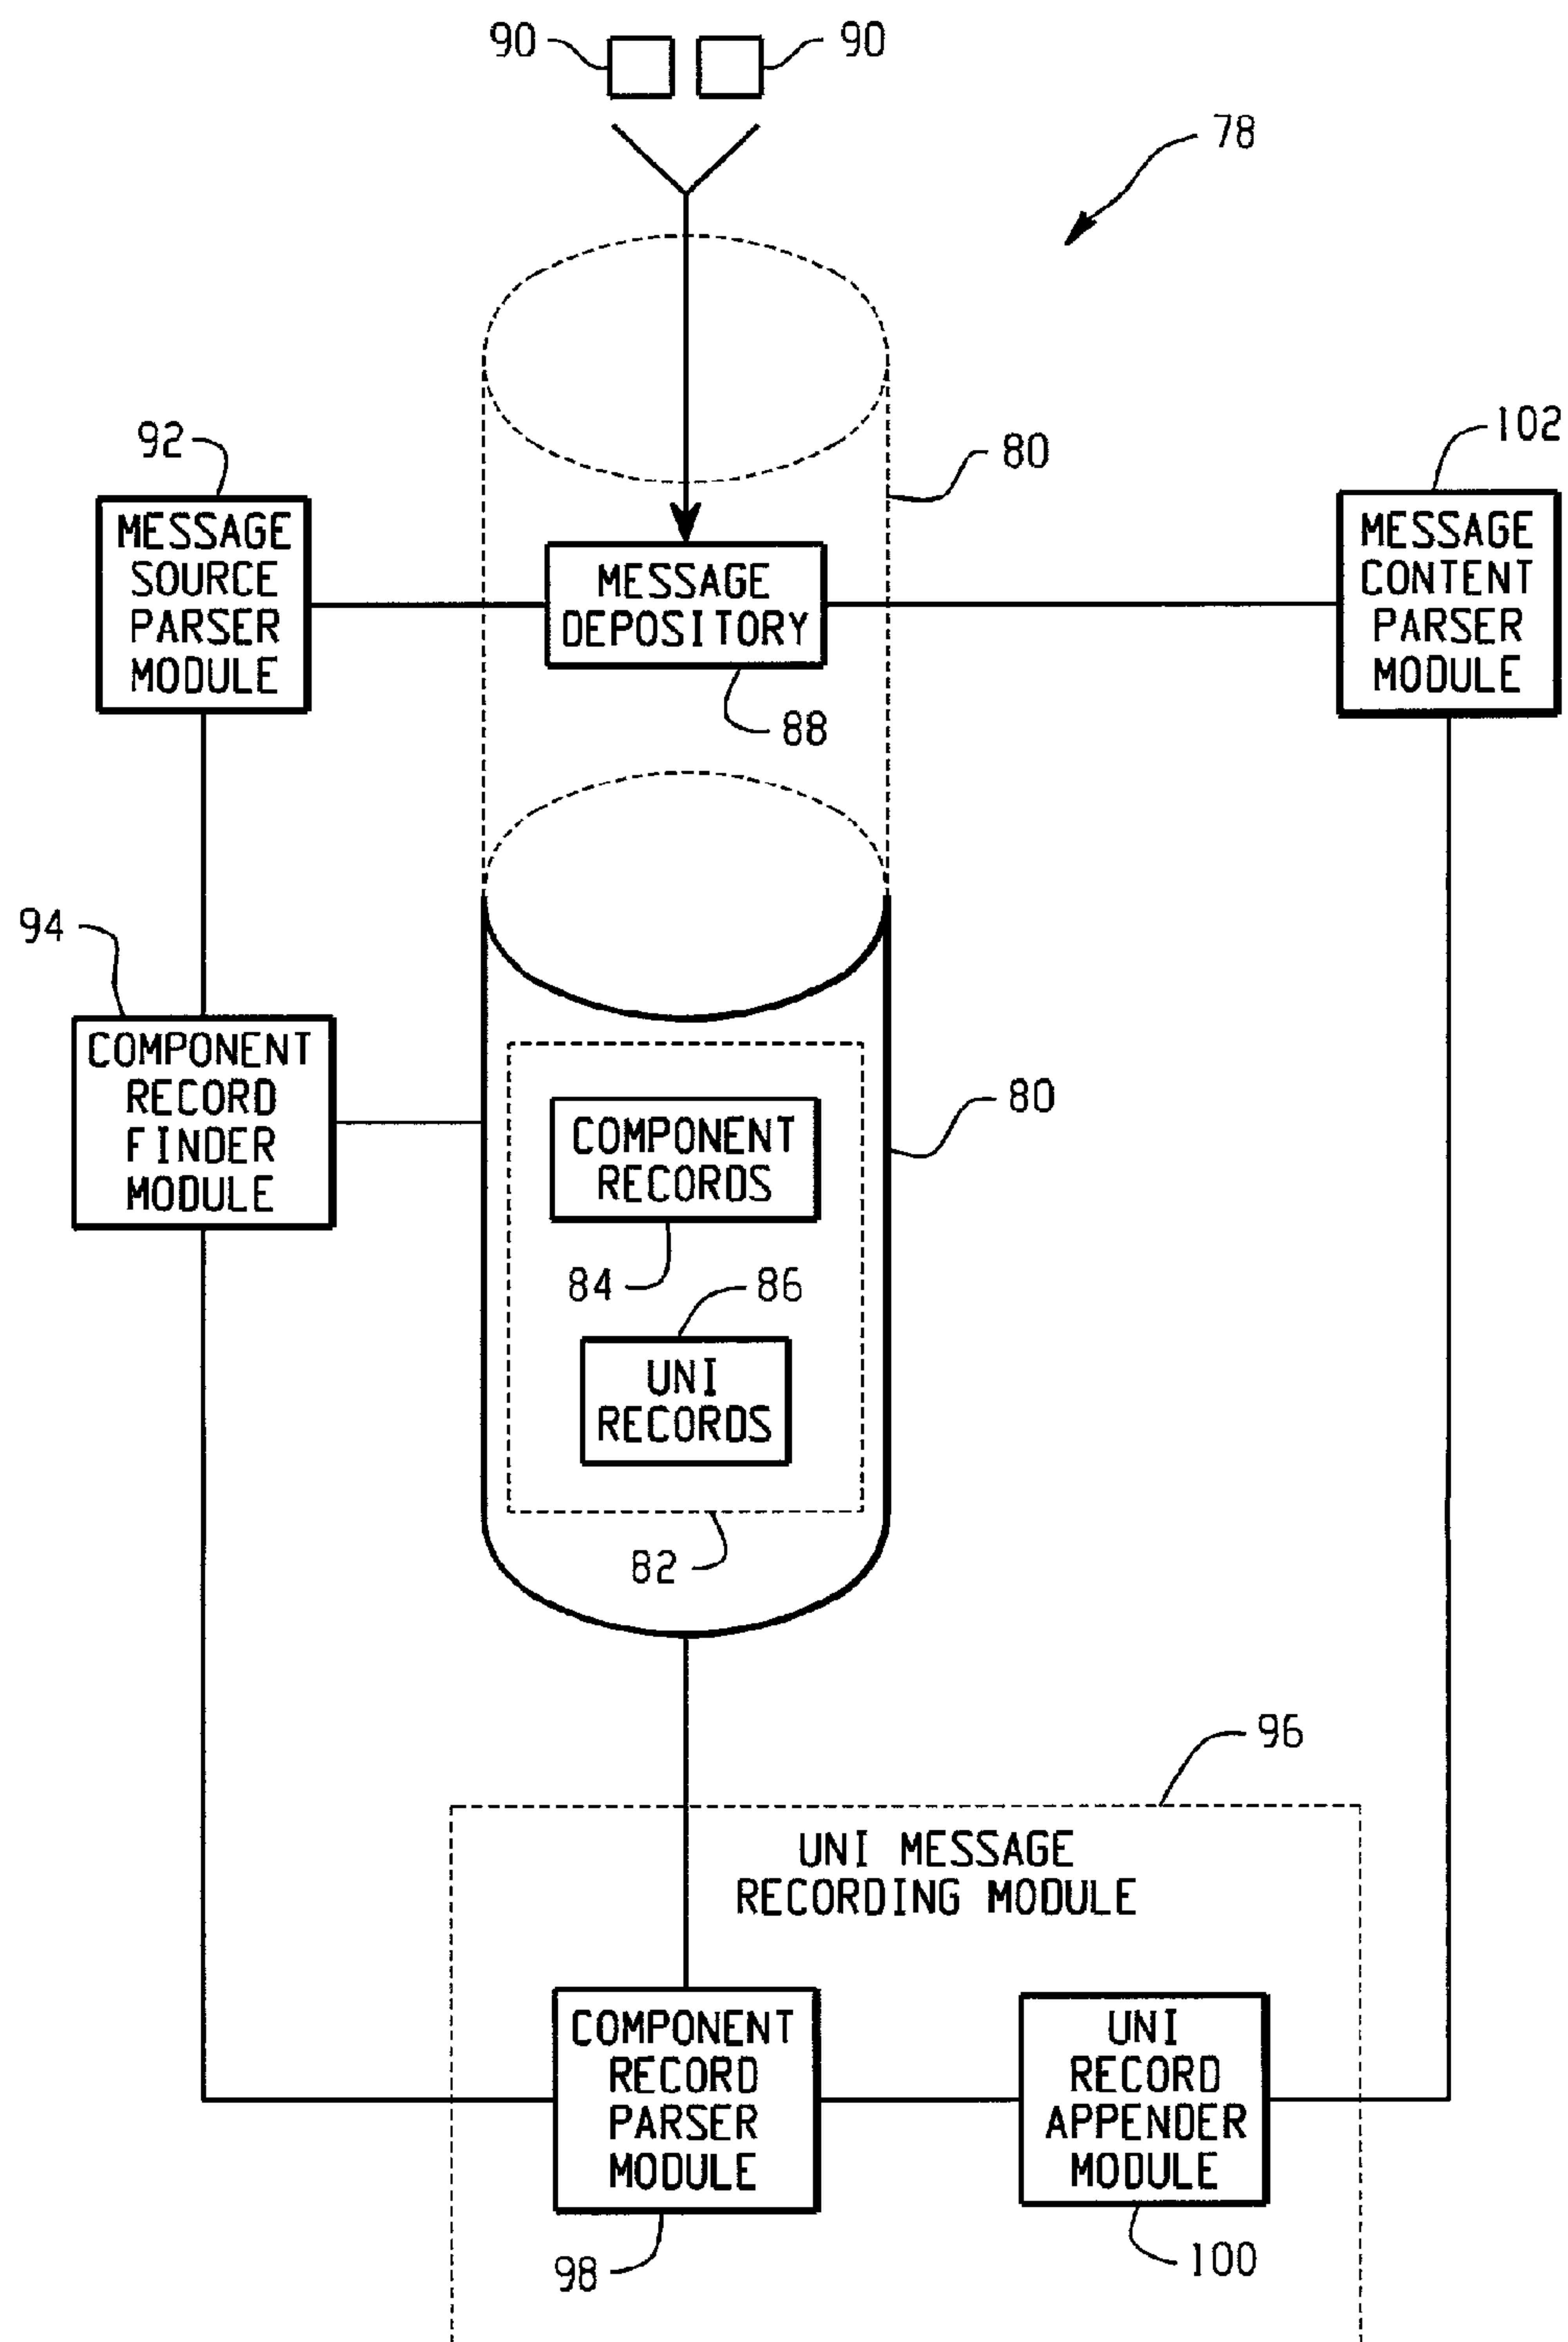 90
90
78
92
80
102
MESSAGE
SOURCE
PARSER
MODULE
MESSAGE
DEPOSITORY
MESSAGE
CONTENT
PARSER
MODULE
88
94
COMPONENT
RECORD
FINDER
MODULE
80
COMPONENT
RECORDS
84
86
UNI
RECORDS
82
96
UNI MESSAGE
RECORDING MODULE
COMPONENT
RECORD
PARSER
MODULE
UNI
RECORD
APPENDER
MODULE
98
100